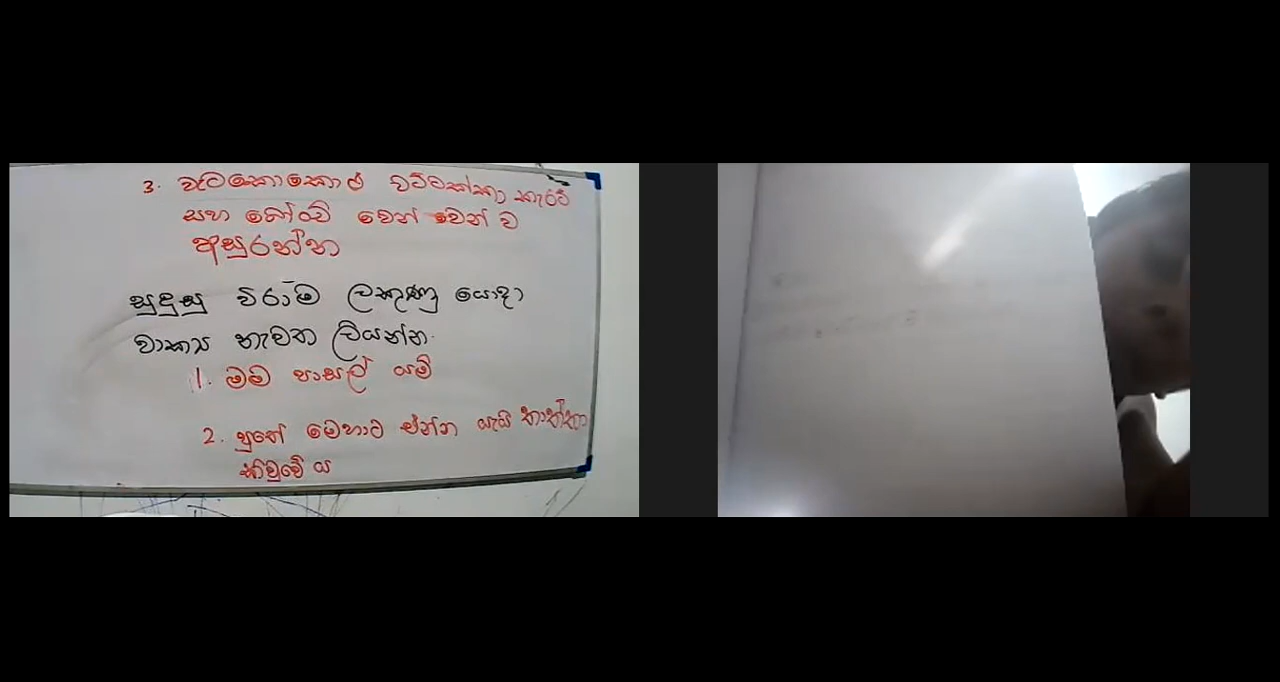 3. වැටකොකොළු වට්ටක්කා කැරට්
සහ බෝංචි වෙන් වෙන් ව
අසුරන්න
සුදුසු විරාම ලකුණු යොදා
වාක්‍ය නැවත ලියන්න.
1. මම පාසල් යමි
2. පුතේ මෙහාට එන්න යැයි තාත්තා
කිවුවේ ය